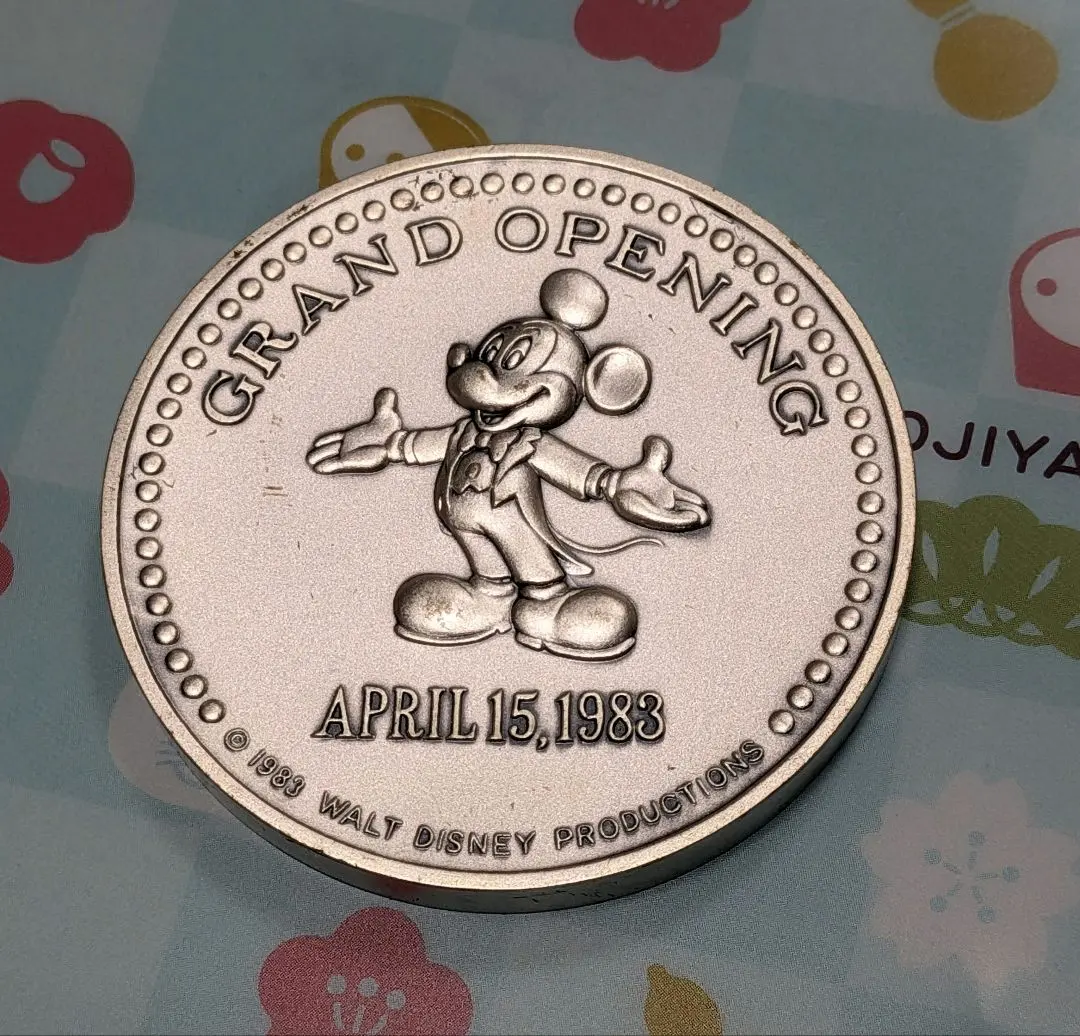 GRAND OPENING
APRIL 15, 1983
© 1983 WALT DISNEY PRODUCTIONS